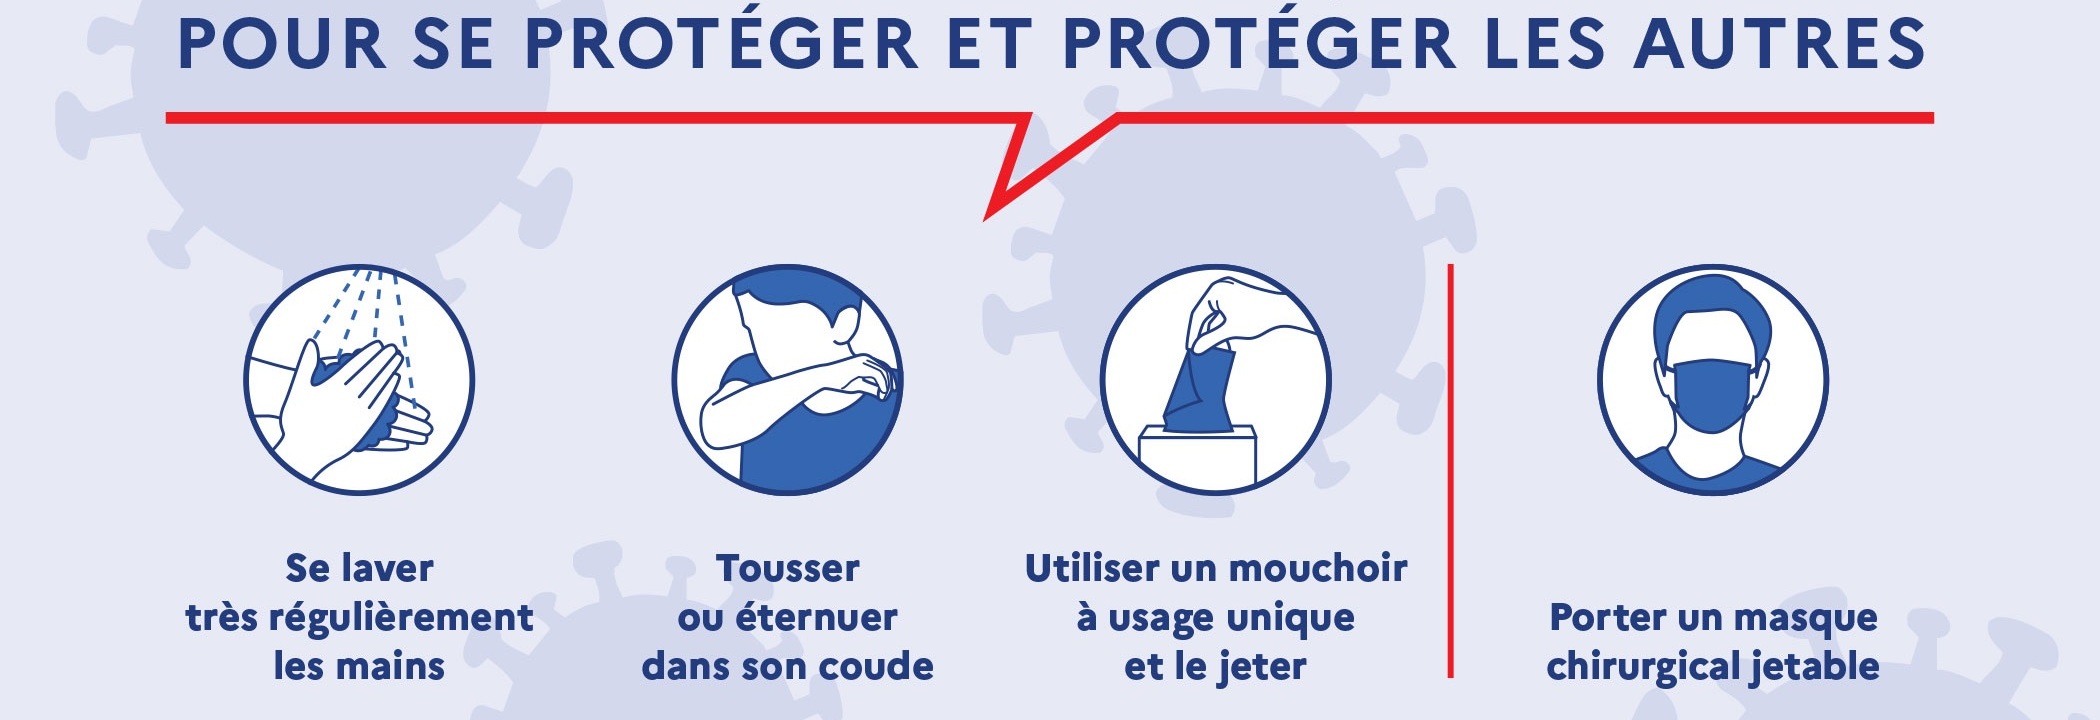 POUR SE PROTÉGER ET PROTÉGER LES AUTRES
Se laver
très régulièrement
les mains
Tousser
ou éternuer
dans son coude
Utiliser un mouchoir
à usage unique
et le jeter
Porter un masque
chirurgical jetable